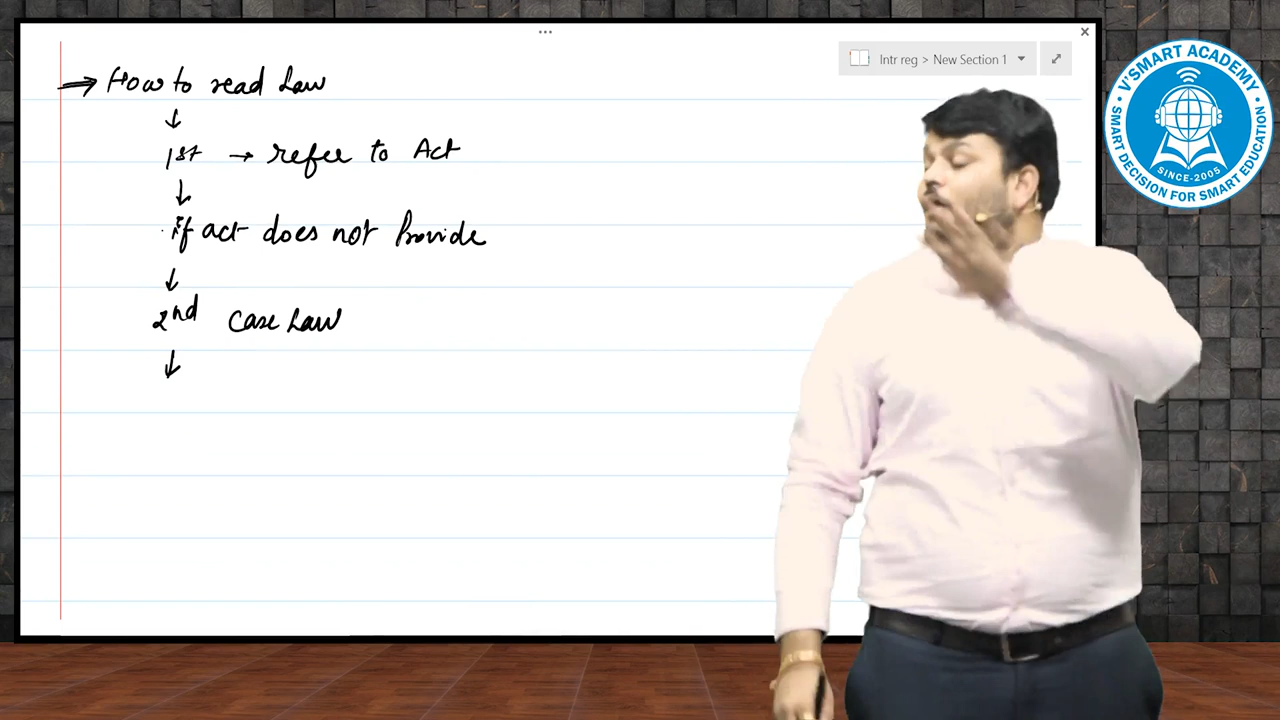 How to read Law
1st → refer to Act
If act does not Provide
2nd Case Law
Intr reg > New Section 1
V'SMART ACADEMY
SINCE-2005
SMART DECISION FOR SMART EDUCATION